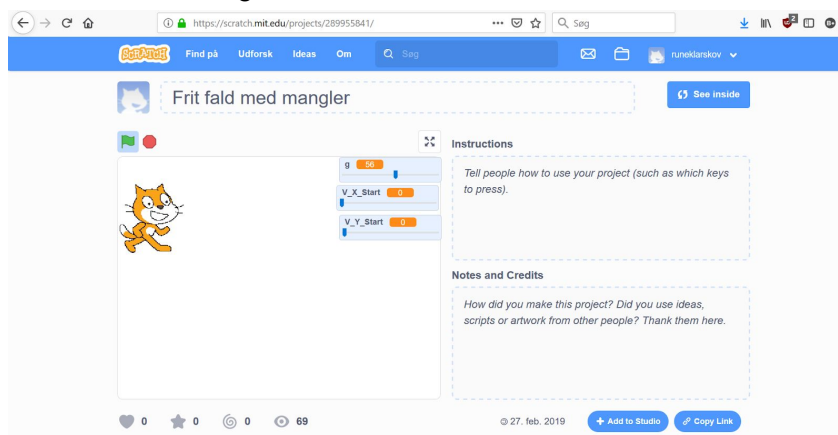 https://scratch.mit.edu/projects/289955841/
Søg
2
SCRATCH Find på Udforsk Ideas Om Søg runeklarskov
Frit fald med mangler
See inside
g 56
V_X_Start 0
V_Y_Start 0
Instructions
Tell people how to use your project (such as which keys
to press).
Notes and Credits
How did you make this project? Did you use ideas,
scripts or artwork from other people? Thank them here.
0 0 0 69
© 27. feb. 2019
Add to Studio
Copy Link